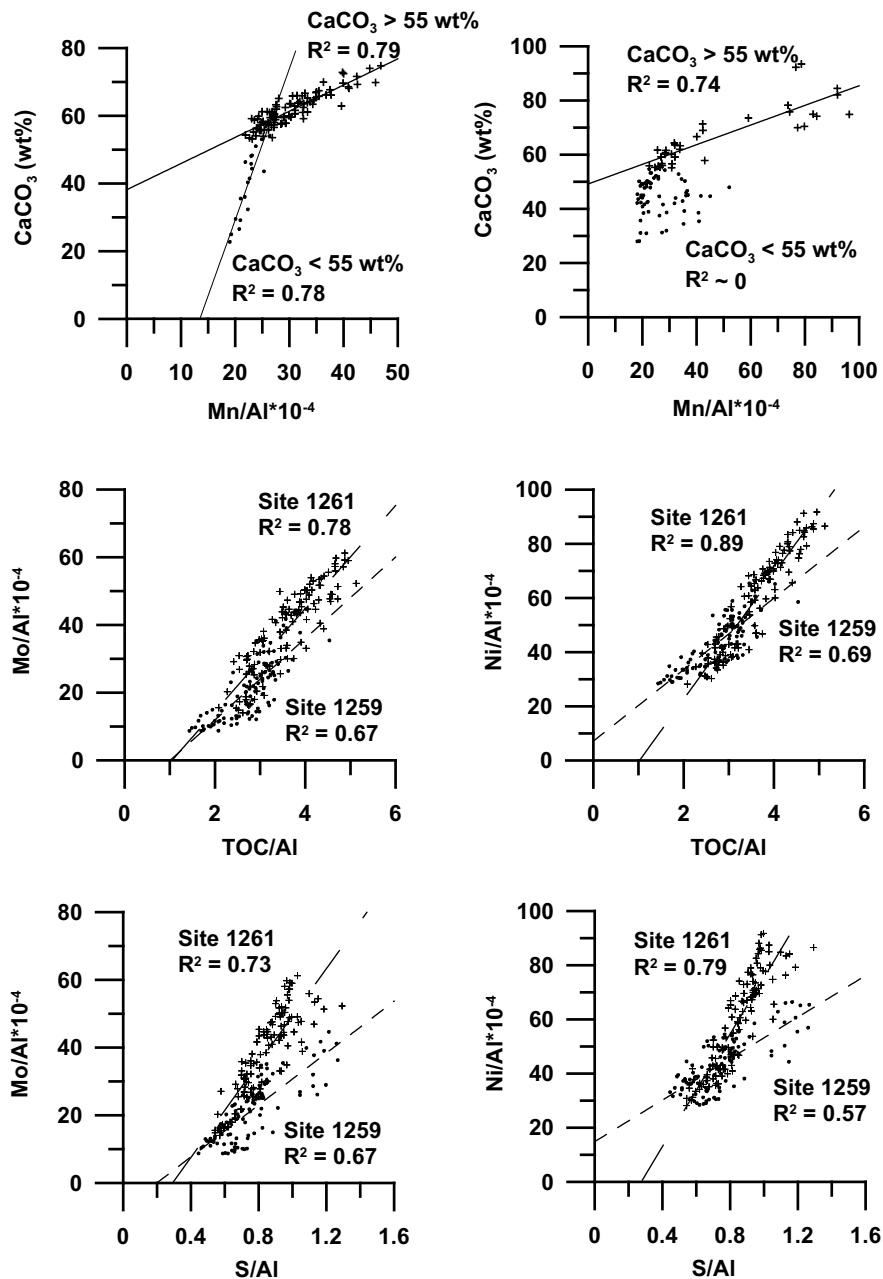 CaCO₃ > 55 wt%
R² = 0.79
80
60
40
20
0
CaCO₃ (wt%)
CaCO₃ < 55 wt%
R² = 0.78
0 10 20 30 40 50
Mn/Al*10⁻⁴
CaCO₃ > 55 wt%
R² = 0.74
100
80
60
40
20
0
CaCO₃ (wt%)
CaCO₃ < 55 wt%
R² ~ 0
0 20 40 60 80 100
Mn/Al*10⁻⁴
80
60
40
20
0
Mo/Al*10⁻⁴
Site 1261
R² = 0.78
Site 1259
R² = 0.67
0 2 4 6
TOC/Al
100
80
60
40
20
0
Ni/Al*10⁻⁴
Site 1261
R² = 0.89
Site 1259
R² = 0.69
0 2 4 6
TOC/Al
80
60
40
20
0
Mo/Al*10⁻⁴
Site 1261
R² = 0.73
Site 1259
R² = 0.67
0 0.4 0.8 1.2 1.6
S/Al
100
80
60
40
20
0
Ni/Al*10⁻⁴
Site 1261
R² = 0.79
Site 1259
R² = 0.57
0 0.4 0.8 1.2 1.6
S/Al